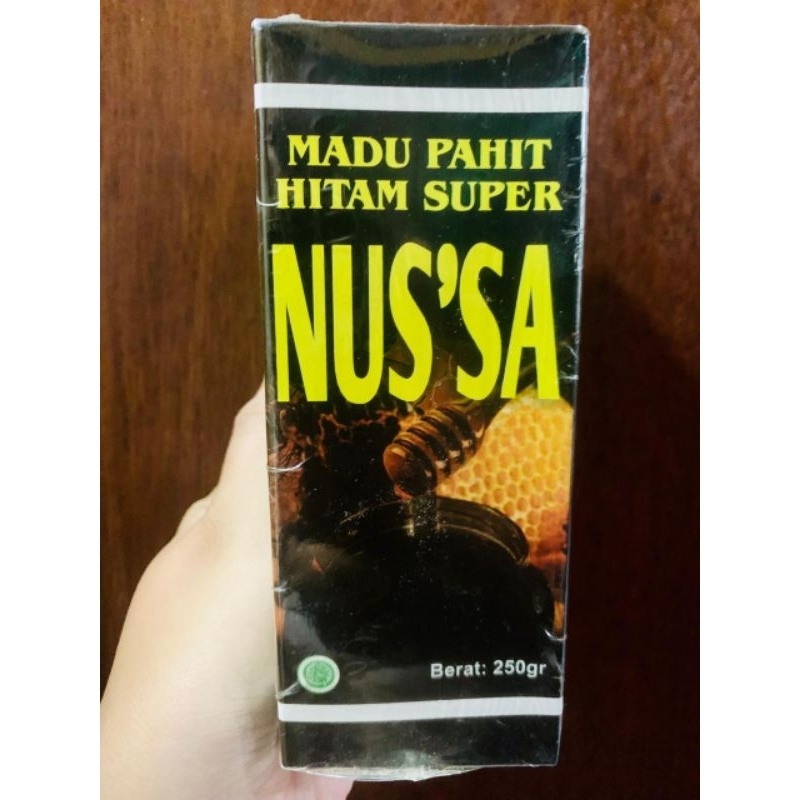 MADU PAHIT
HITAM SUPER
NUS'SA
Berat: 250gr